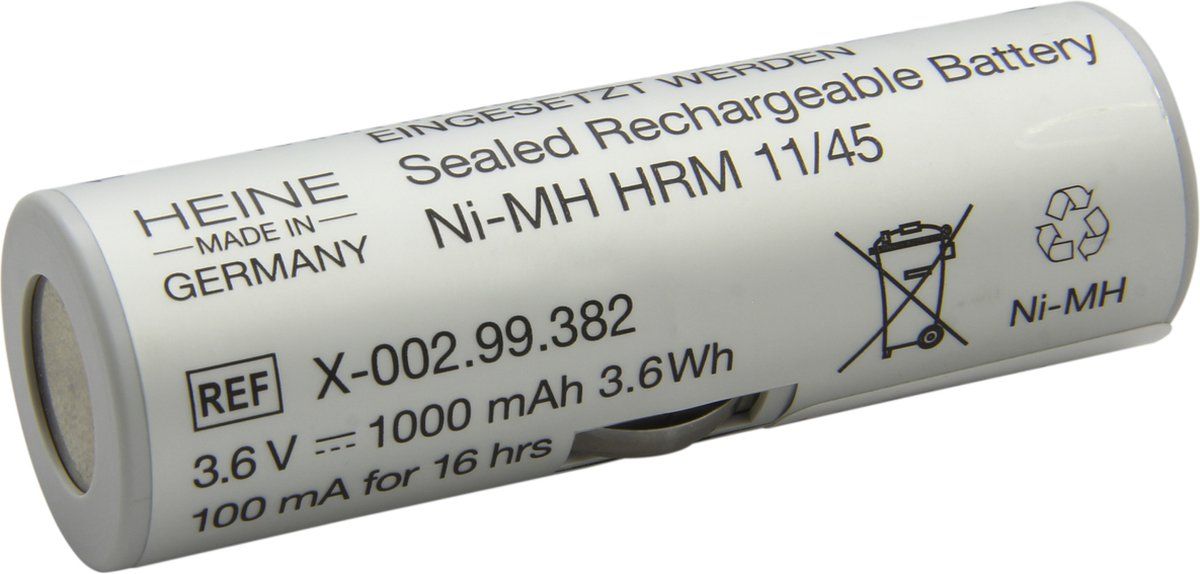 EINGESETZT WERDEN
Sealed Rechargeable Battery
Ni-MH HRM 11/45
HEINE
MADE IN
GERMANY
REF X-002.99.382
3.6 V ⎓ 1000 mAh 3.6Wh
100 mA for 16 hrs
Ni-MH